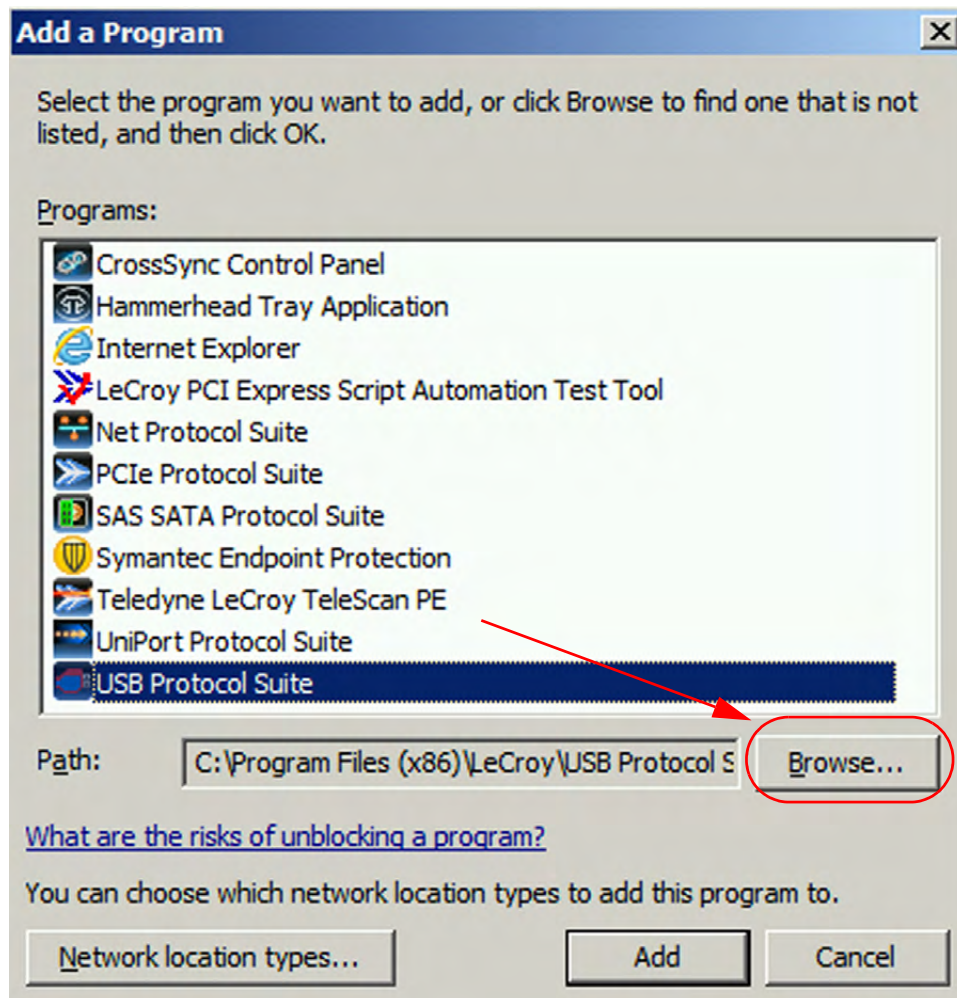 Add a Program
Select the program you want to add, or click Browse to find one that is not
listed, and then click OK.
Programs:
CrossSync Control Panel
Hammerhead Tray Application
Internet Explorer
LeCroy PCI Express Script Automation Test Tool
Net Protocol Suite
PCIe Protocol Suite
SAS SATA Protocol Suite
Symantec Endpoint Protection
Teledyne LeCroy TeleScan PE
UniPort Protocol Suite
USB Protocol Suite
Path: C:\Program Files (x86)\LeCroy\USB Protocol S Browse...
What are the risks of unblocking a program?
You can choose which network location types to add this program to.
Network location types... Add Cancel